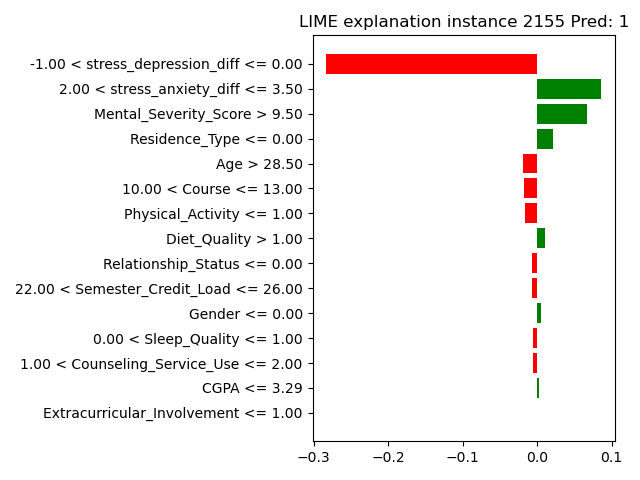 LIME explanation instance 2155 Pred: 1
-1.00 < stress_depression_diff <= 0.00
2.00 < stress_anxiety_diff <= 3.50
Mental_Severity_Score > 9.50
Residence_Type <= 0.00
Age > 28.50
10.00 < Course <= 13.00
Physical_Activity <= 1.00
Diet_Quality > 1.00
Relationship_Status <= 0.00
22.00 < Semester_Credit_Load <= 26.00
Gender <= 0.00
0.00 < Sleep_Quality <= 1.00
1.00 < Counseling_Service_Use <= 2.00
CGPA <= 3.29
Extracurricular_Involvement <= 1.00
−0.3 −0.2 −0.1 0.0 0.1